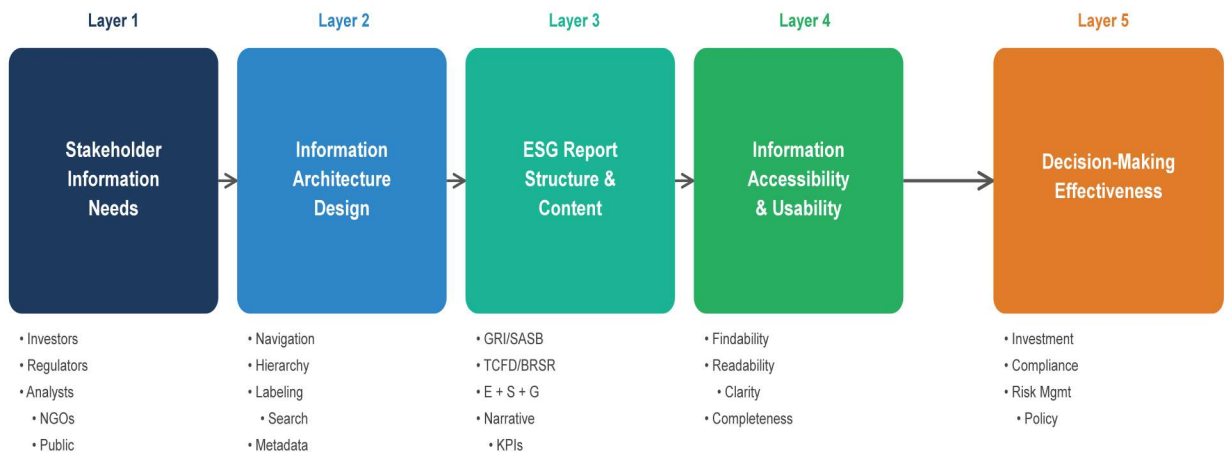 Layer 1
Stakeholder
Information
Needs
• Investors
• Regulators
• Analysts
• NGOs
• Public
Layer 2
Information
Architecture
Design
• Navigation
• Hierarchy
• Labeling
• Search
• Metadata
Layer 3
ESG Report
Structure &
Content
• GRI/SASB
• TCFD/BRSR
• E + S + G
• Narrative
• KPIs
Layer 4
Information
Accessibility
& Usability
• Findability
• Readability
• Clarity
• Completeness
Layer 5
Decision-Making
Effectiveness
• Investment
• Compliance
• Risk Mgmt
• Policy